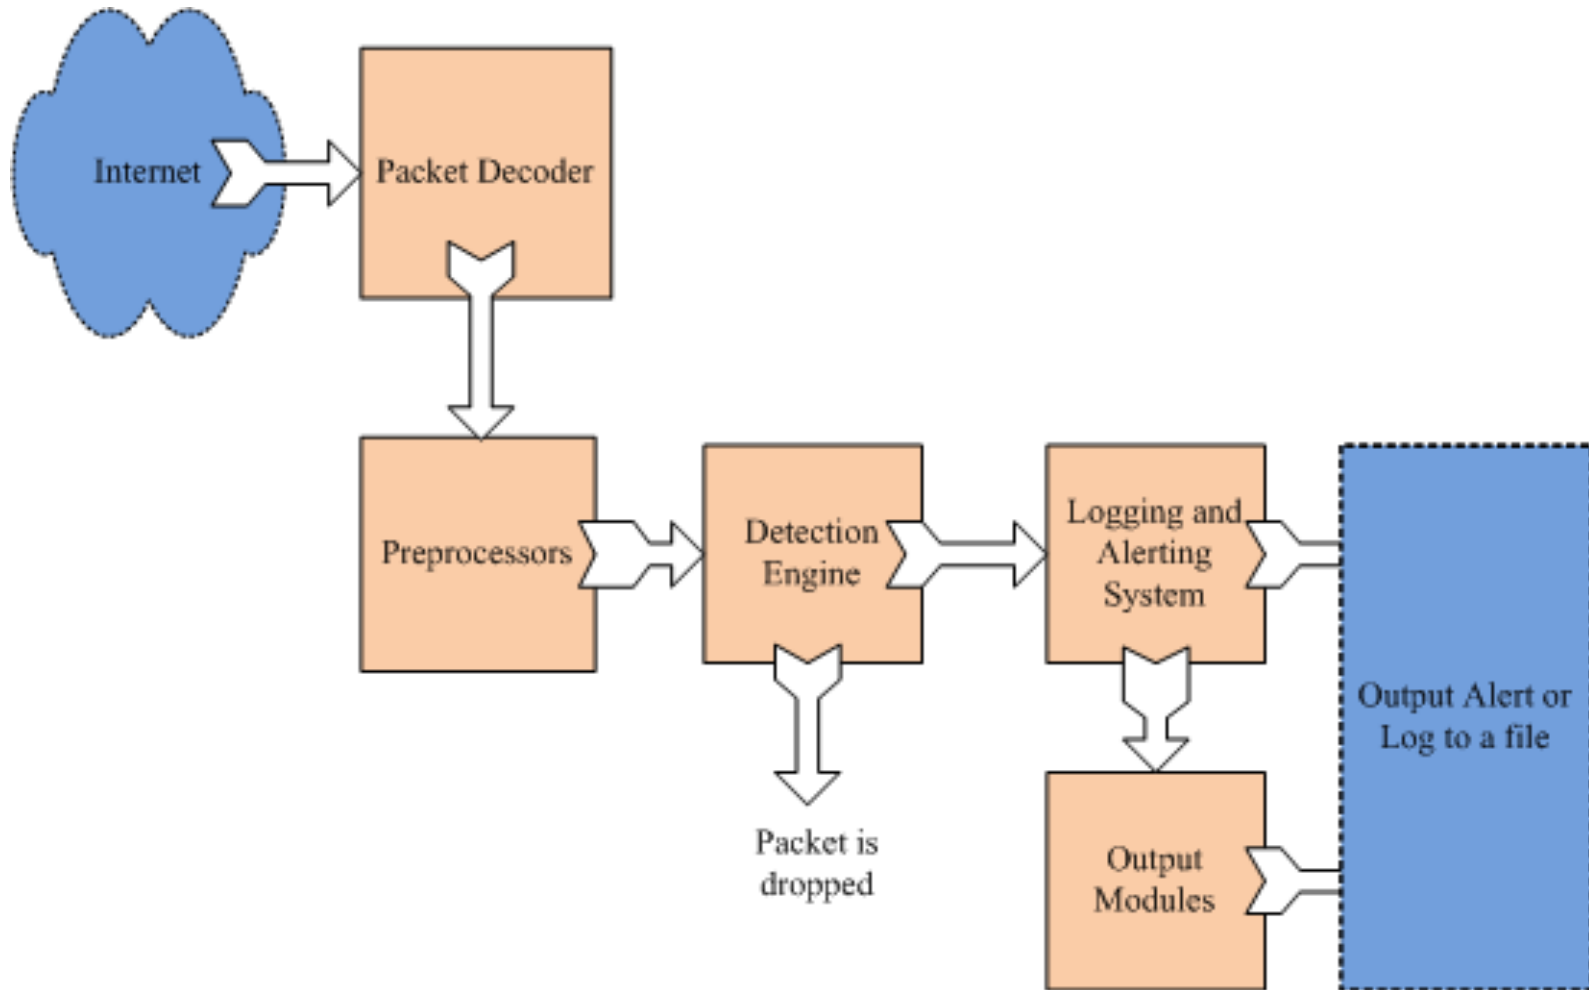 Internet
Packet Decoder
Preprocessors
Detection
Engine
Logging and
Alerting
System
Output Alert or
Log to a file
Packet is
dropped
Output
Modules